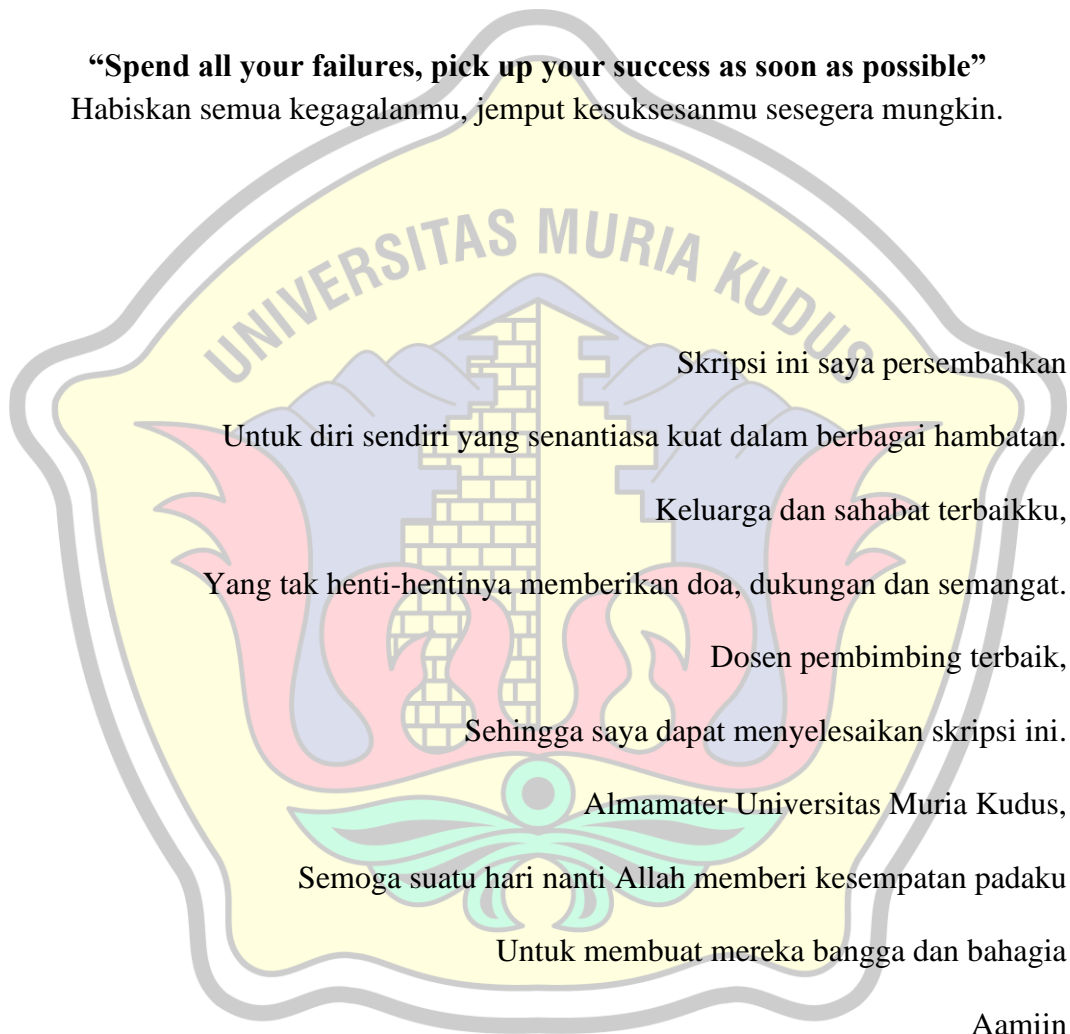 “Spend all your failures, pick up your success as soon as possible”
Habiskan semua kegagalanmu, jemput kesuksesanmu sesegera mungkin.
UNIVERSITAS MURIA KUDUS
Skripsi ini saya persembahkan
Untuk diri sendiri yang senantiasa kuat dalam berbagai hambatan.
Keluarga dan sahabat terbaikku,
Yang tak henti-hentinya memberikan doa, dukungan dan semangat.
Dosen pembimbing terbaik,
Sehingga saya dapat menyelesaikan skripsi ini.
Almamater Universitas Muria Kudus,
Semoga suatu hari nanti Allah memberi kesempatan padaku
Untuk membuat mereka bangga dan bahagia
Aamiin